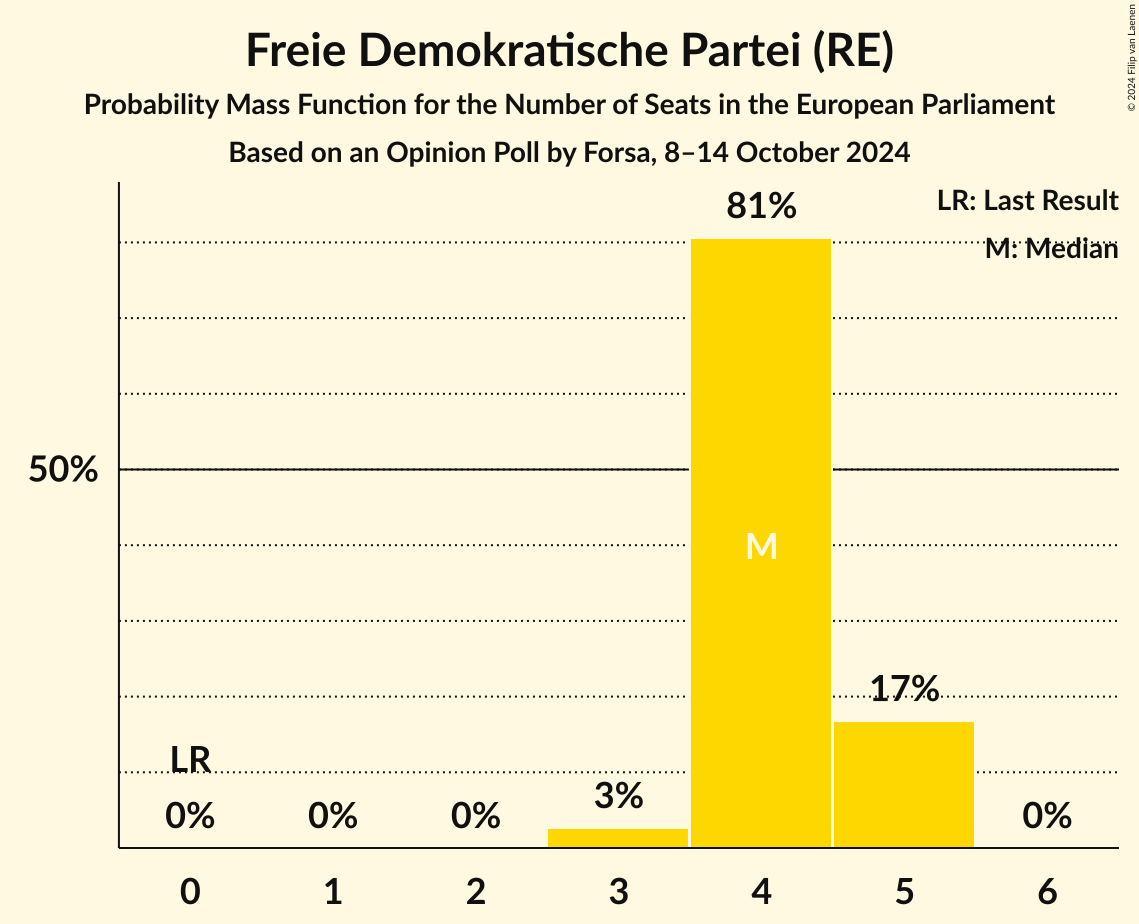 Freie Demokratische Partei (RE)
Probability Mass Function for the Number of Seats in the European Parliament
Based on an Opinion Poll by Forsa, 8–14 October 2024
© 2024 Filip van Laenen
LR: Last Result
M: Median
81%
50%
M
17%
LR
3%
0% 0% 0% 0%
0 1 2 3 4 5 6